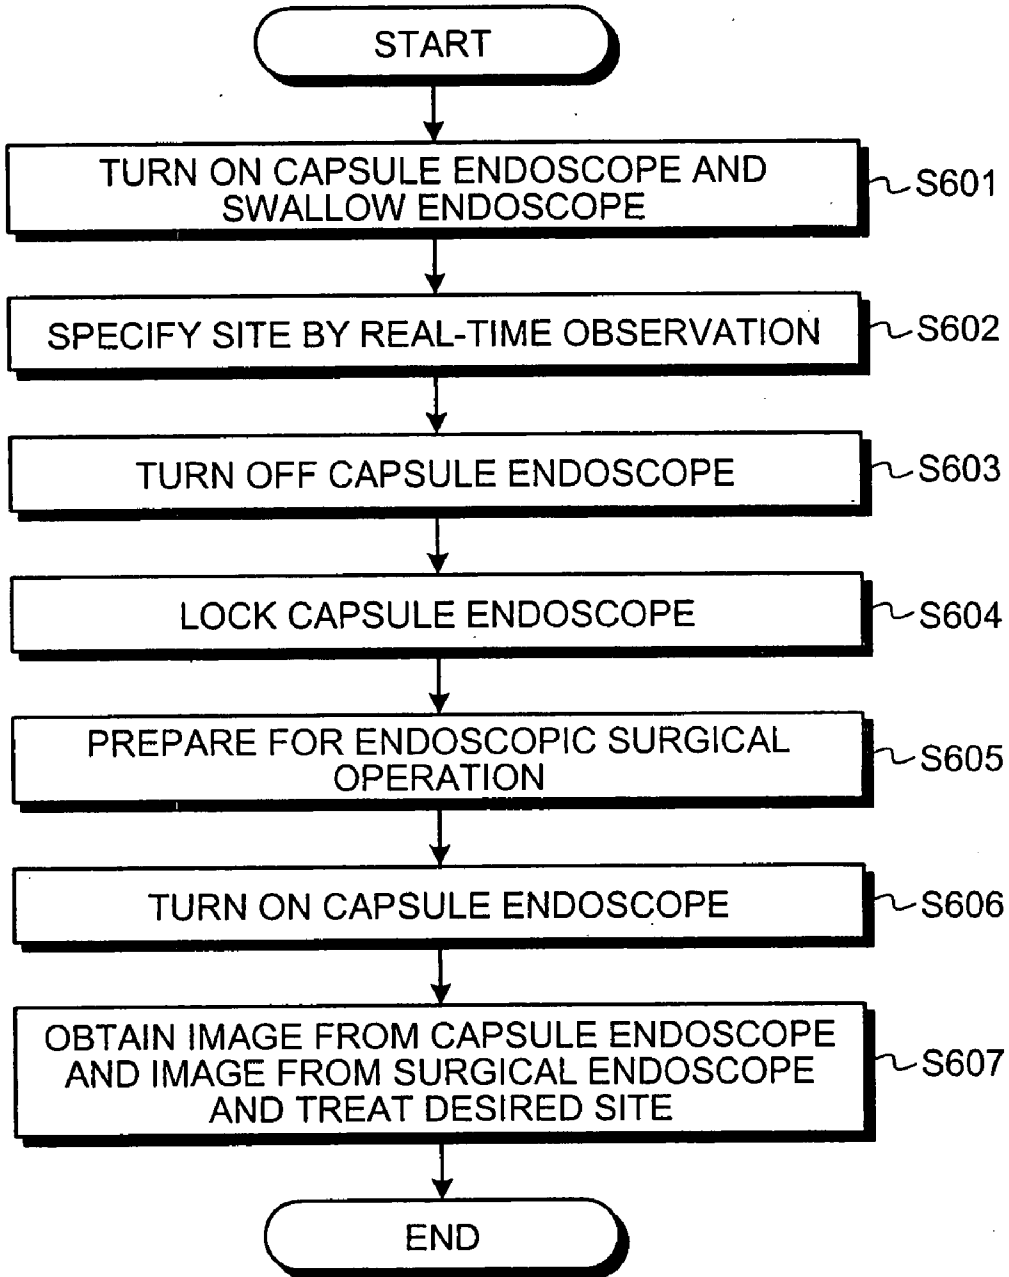 START
TURN ON CAPSULE ENDOSCOPE AND
SWALLOW ENDOSCOPE
S601
SPECIFY SITE BY REAL-TIME OBSERVATION
S602
TURN OFF CAPSULE ENDOSCOPE
S603
LOCK CAPSULE ENDOSCOPE
S604
PREPARE FOR ENDOSCOPIC SURGICAL
OPERATION
S605
TURN ON CAPSULE ENDOSCOPE
S606
OBTAIN IMAGE FROM CAPSULE ENDOSCOPE
AND IMAGE FROM SURGICAL ENDOSCOPE
AND TREAT DESIRED SITE
S607
END